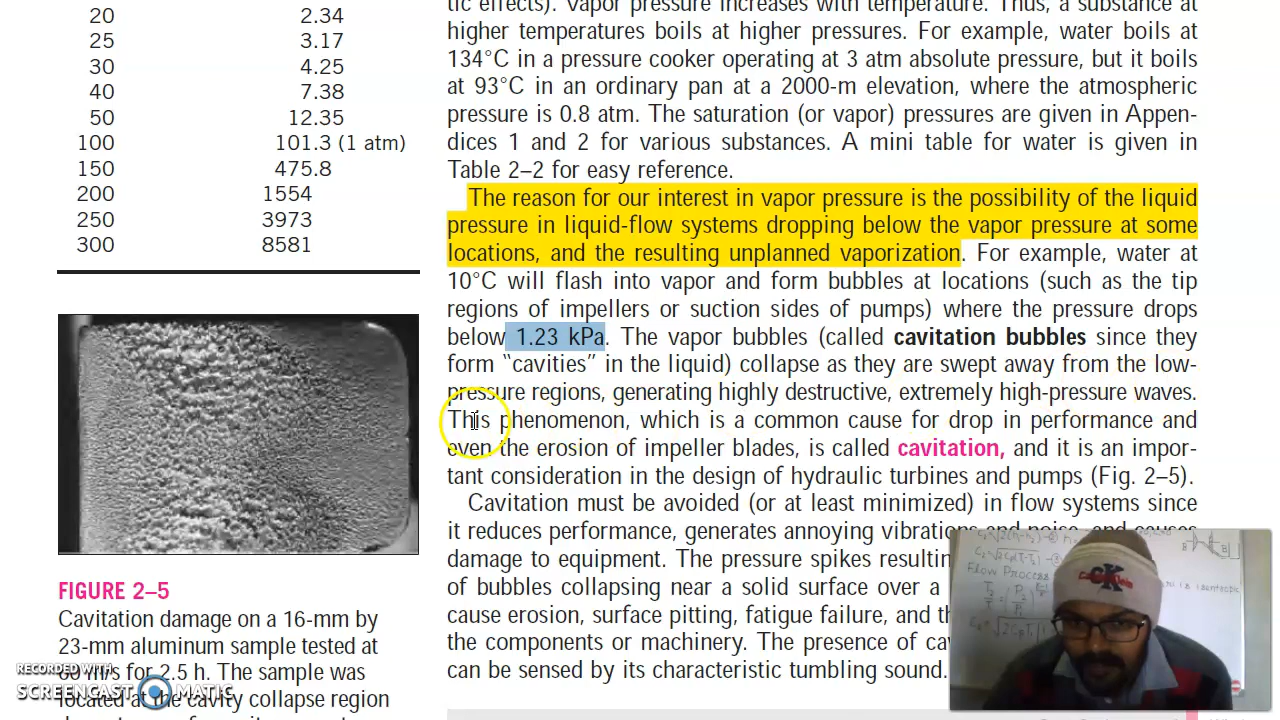 20 2.34
25 3.17
30 4.25
40 7.38
50 12.35
100 101.3 (1 atm)
150 475.8
200 1554
250 3973
300 8581
FIGURE 2–5
Cavitation damage on a 16-mm by
23-mm aluminum sample tested at
60 m/s for 2.5 h. The sample was
located at the cavity collapse region
tic effects). Vapor pressure increases with temperature. Thus, a substance at
higher temperatures boils at higher pressures. For example, water boils at
134°C in a pressure cooker operating at 3 atm absolute pressure, but it boils
at 93°C in an ordinary pan at a 2000-m elevation, where the atmospheric
pressure is 0.8 atm. The saturation (or vapor) pressures are given in Appen-
dices 1 and 2 for various substances. A mini table for water is given in
Table 2–2 for easy reference.
The reason for our interest in vapor pressure is the possibility of the liquid
pressure in liquid-flow systems dropping below the vapor pressure at some
locations, and the resulting unplanned vaporization. For example, water at
10°C will flash into vapor and form bubbles at locations (such as the tip
regions of impellers or suction sides of pumps) where the pressure drops
below 1.23 kPa. The vapor bubbles (called cavitation bubbles since they
form “cavities” in the liquid) collapse as they are swept away from the low-
pressure regions, generating highly destructive, extremely high-pressure waves.
This phenomenon, which is a common cause for drop in performance and
even the erosion of impeller blades, is called cavitation, and it is an impor-
tant consideration in the design of hydraulic turbines and pumps (Fig. 2–5).
Cavitation must be avoided (or at least minimized) in flow systems since
it reduces performance, generates annoying vibrations and noise, and causes
damage to equipment. The pressure spikes resulting
of bubbles collapsing near a solid surface over a
cause erosion, surface pitting, fatigue failure, and
the components or machinery. The presence of
can be sensed by its characteristic tumbling sound.
Flow Process
RECORDED WITH
SCREENCAST MATIC